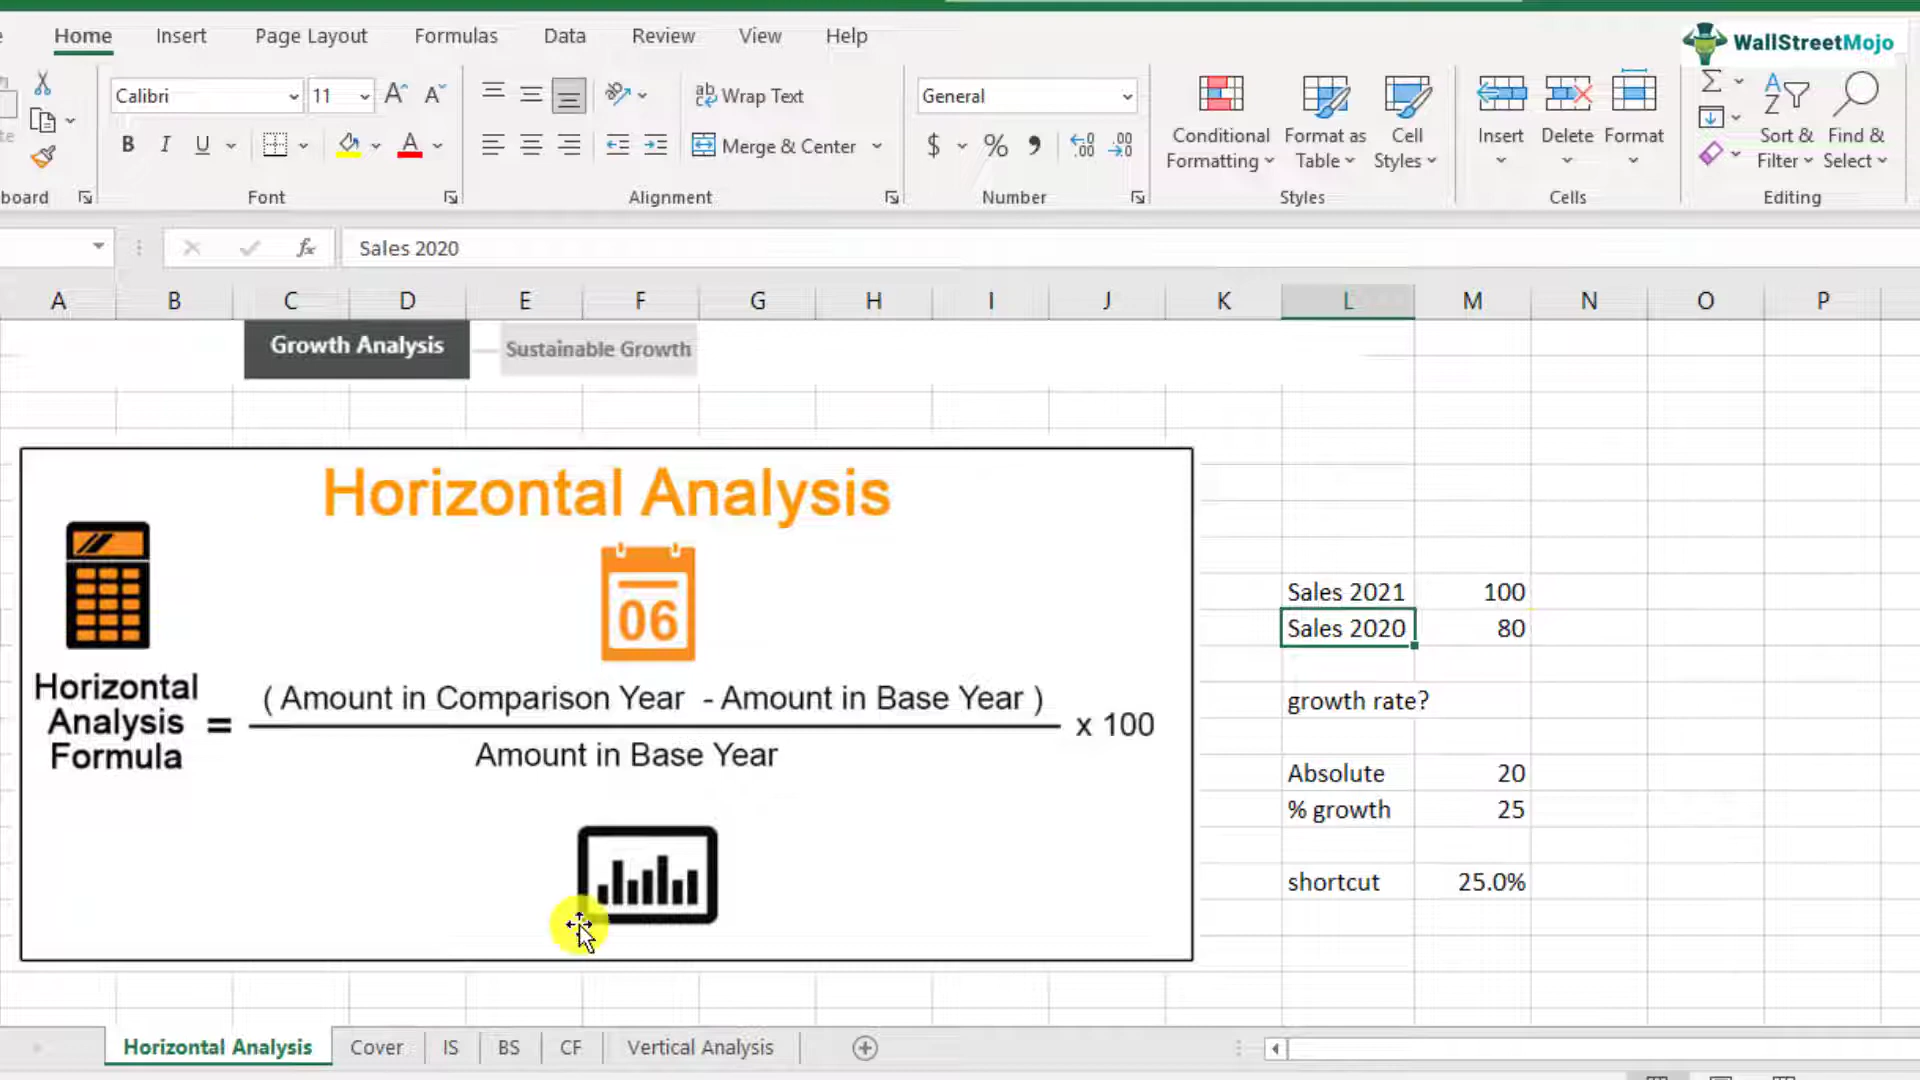 Home Insert Page Layout Formulas Data Review View Help
WallStreetMojo
Calibri 11 Wrap Text General
B I U Merge & Center $ % ,
Conditional Formatting
Format as Table
Cell Styles
Insert Delete Format
Sort & Filter
Find & Select
board Font Alignment Number Styles Cells Editing
fx Sales 2020
A B C D E F G H I J K L M N O P
Growth Analysis Sustainable Growth
Horizontal Analysis
06
Horizontal
Analysis
Formula
=
( Amount in Comparison Year - Amount in Base Year )
Amount in Base Year
x 100
Sales 2021 100
Sales 2020 80
growth rate?
Absolute 20
% growth 25
shortcut 25.0%
Horizontal Analysis Cover IS BS CF Vertical Analysis